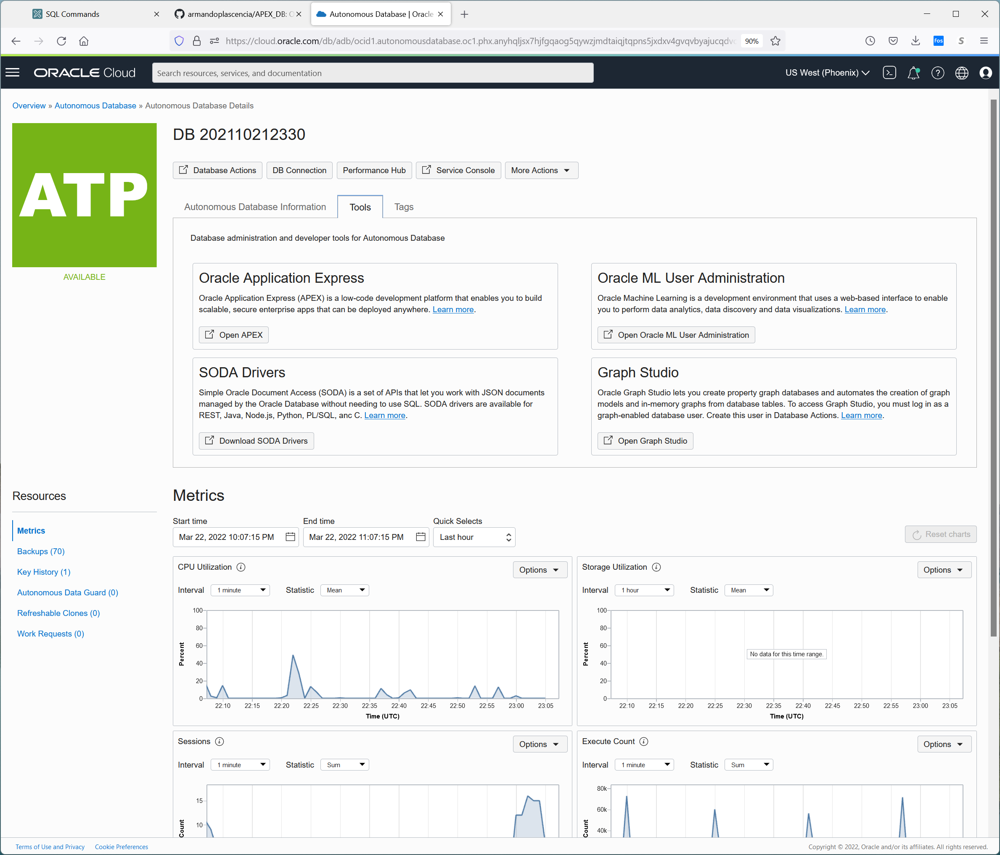 SQL Commands
armandoplascencia/APEX_DB: O
Autonomous Database | Oracle
https://cloud.oracle.com/db/adb/ocid1.autonomousdatabase.oc1.phx.anyhqljsx7hjfgqaog5qywzjmdtaiqjtqpns5jxdxv4gvqvbyajucqdvc
90%
fos
S
ORACLE Cloud
Search resources, services, and documentation
US West (Phoenix)
Overview » Autonomous Database » Autonomous Database Details
ATP
AVAILABLE
DB 202110212330
Database Actions
DB Connection
Performance Hub
Service Console
More Actions
Autonomous Database Information
Tools
Tags
Database administration and developer tools for Autonomous Database
Oracle Application Express
Oracle Application Express (APEX) is a low-code development platform that enables you to build
scalable, secure enterprise apps that can be deployed anywhere. Learn more.
Open APEX
Oracle ML User Administration
Oracle Machine Learning is a development environment that uses a web-based interface to enable
you to perform data analytics, data discovery and data visualizations. Learn more.
Open Oracle ML User Administration
SODA Drivers
Simple Oracle Document Access (SODA) is a set of APIs that let you work with JSON documents
managed by the Oracle Database without needing to use SQL. SODA drivers are available for
REST, Java, Node.js, Python, PL/SQL, anc C. Learn more.
Download SODA Drivers
Graph Studio
Oracle Graph Studio lets you create property graph databases and automates the creation of graph
models and in-memory graphs from database tables. To access Graph Studio, you must log in as a
graph-enabled database user. Create this user in Database Actions. Learn more.
Open Graph Studio
Resources
Metrics
Backups (70)
Key History (1)
Autonomous Data Guard (0)
Refreshable Clones (0)
Work Requests (0)
Metrics
Start time
Mar 22, 2022 10:07:15 PM
End time
Mar 22, 2022 11:07:15 PM
Quick Selects
Last hour
Reset charts
CPU Utilization
Options
Interval 1 minute Statistic Mean
100
80
60
40
20
0
Percent
22:10 22:15 22:20 22:25 22:30 22:35 22:40 22:45 22:50 22:55 23:00 23:05
Time (UTC)
Storage Utilization
Options
Interval 1 hour Statistic Mean
100
80
60
40
20
0
Percent
No data for this time range.
22:10 22:15 22:20 22:25 22:30 22:35 22:40 22:45 22:50 22:55 23:00 23:05
Time (UTC)
Sessions
Options
Interval 1 minute Statistic Sum
15
10
Count
Execute Count
Options
Interval 1 minute Statistic Sum
80k
60k
40k
Count
Terms of Use and Privacy
Cookie Preferences
Copyright © 2022, Oracle and/or its affiliates. All rights reserved.